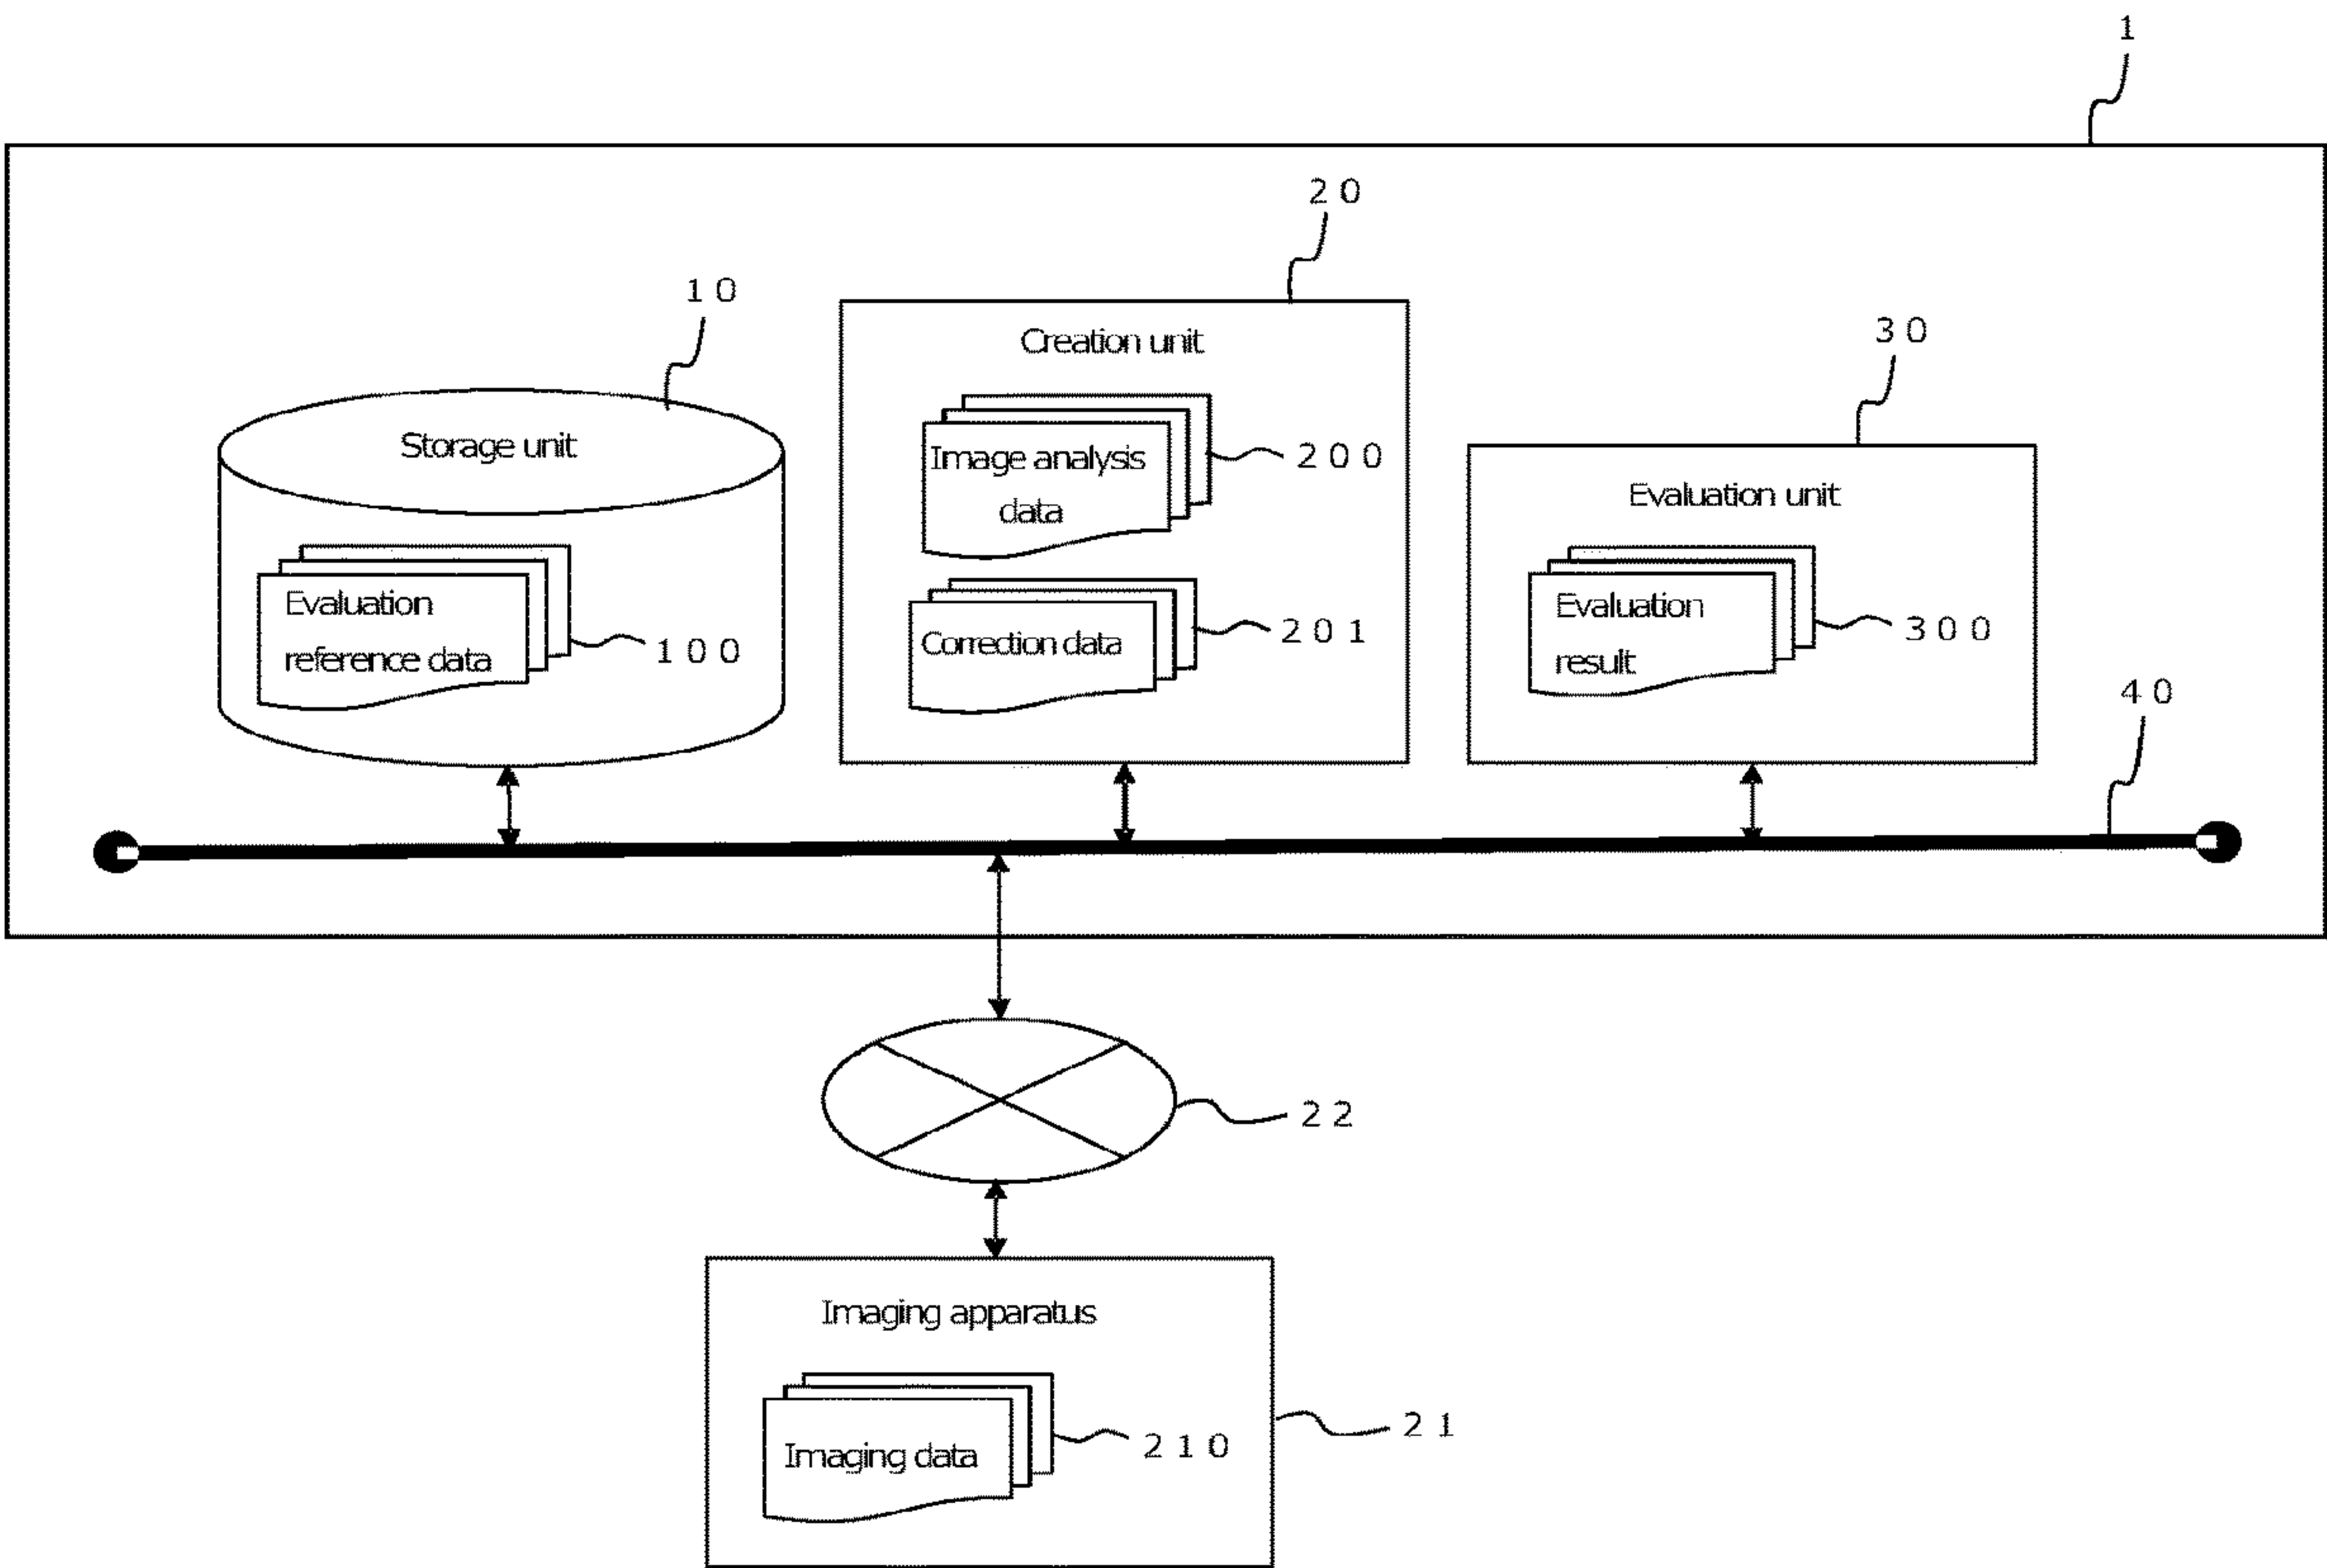 1
20
10
Creation unit
30
Storage unit
Image analysis
data
200
Evaluation unit
Evaluation
reference data
100
Correction data
201
Evaluation
result
300
40
22
Imaging apparatus
21
Imaging data
210